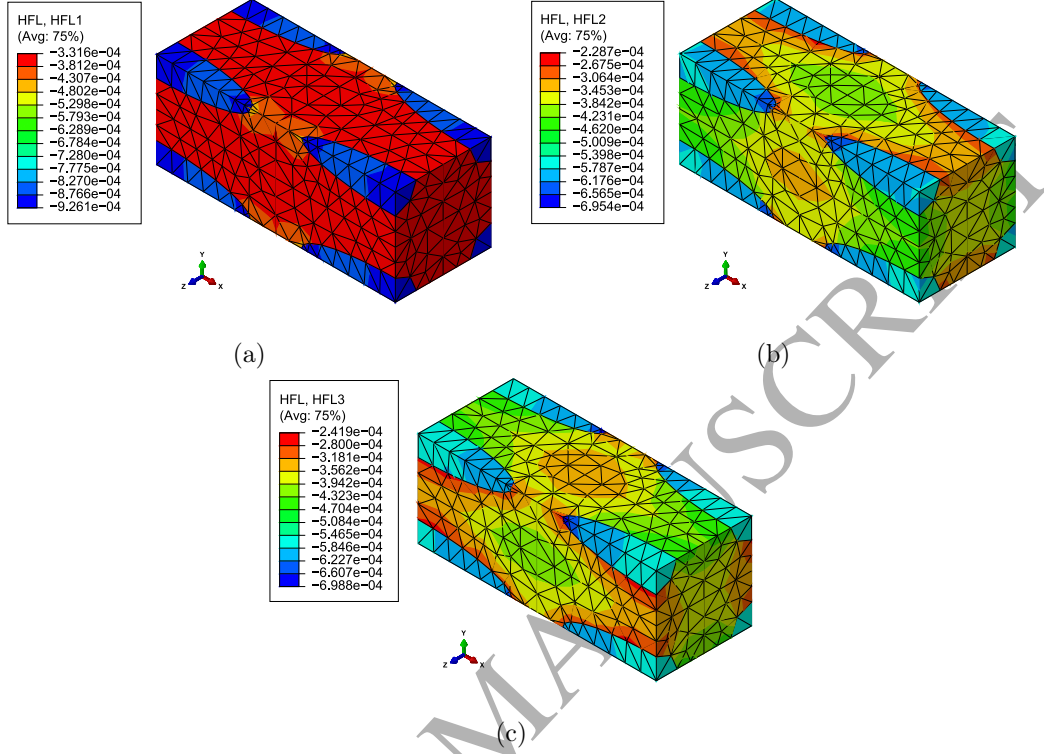 HFL, HFL1
(Avg: 75%)
−3.316e−04
−3.812e−04
−4.307e−04
−4.802e−04
−5.298e−04
−5.793e−04
−6.289e−04
−6.784e−04
−7.280e−04
−7.775e−04
−8.270e−04
−8.766e−04
−9.261e−04
Y
Z
X
(a)
HFL, HFL2
(Avg: 75%)
−2.287e−04
−2.675e−04
−3.064e−04
−3.453e−04
−3.842e−04
−4.231e−04
−4.620e−04
−5.009e−04
−5.398e−04
−5.787e−04
−6.176e−04
−6.565e−04
−6.954e−04
Y
Z
X
(b)
HFL, HFL3
(Avg: 75%)
−2.419e−04
−2.800e−04
−3.181e−04
−3.562e−04
−3.942e−04
−4.323e−04
−4.704e−04
−5.084e−04
−5.465e−04
−5.846e−04
−6.227e−04
−6.607e−04
−6.988e−04
Y
Z
X
(c)
MANUSCRIPT